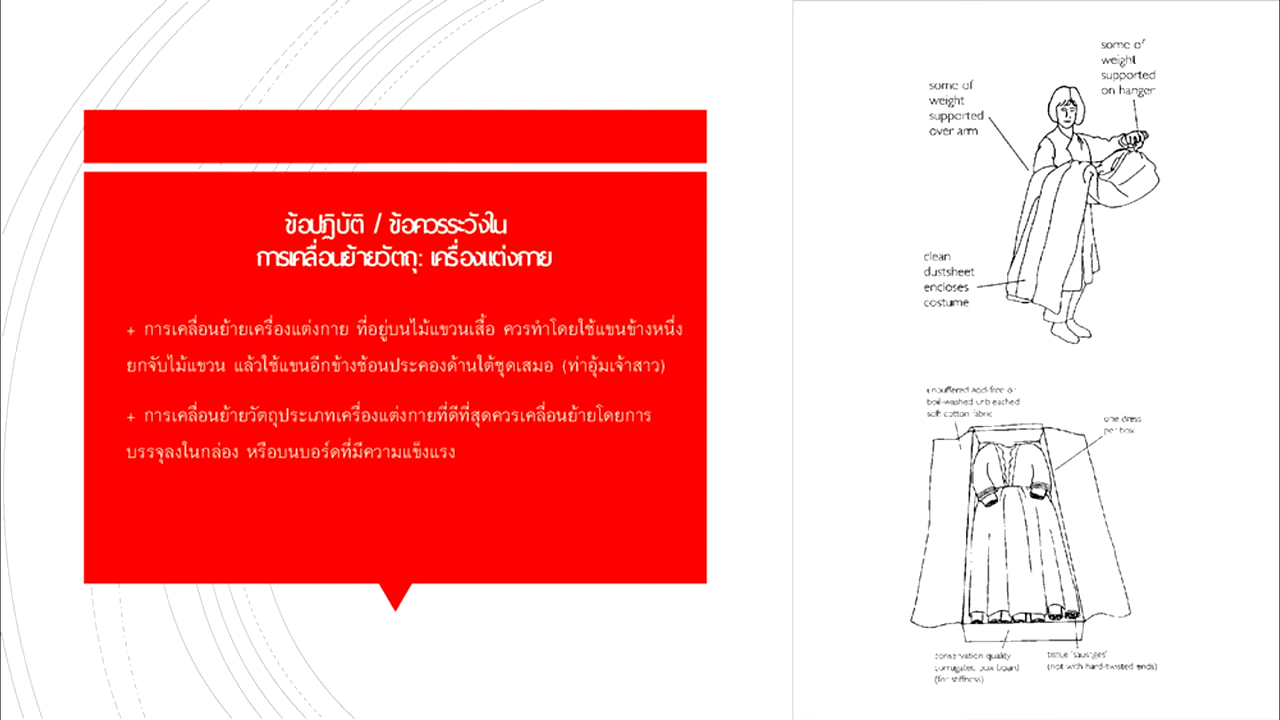 ข้อปฏิบัติ / ข้อควรระวังใน
การเคลื่อนย้ายวัตถุ: เครื่องแต่งกาย
+ การเคลื่อนย้ายเครื่องแต่งกาย ที่อยู่บนไม้แขวนเสื้อ ควรทำโดยใช้แขนข้างหนึ่ง
ยกจับไม้แขวน แล้วใช้แขนอีกข้างช้อนประคองด้านใต้ชุดเสมอ (ท่าอุ้มเจ้าสาว)
+ การเคลื่อนย้ายวัตถุประเภทเครื่องแต่งกายที่ดีที่สุดควรเคลื่อนย้ายโดยการ
บรรจุลงในกล่อง หรือบนบอร์ดที่มีความแข็งแรง
some of
weight
supported
on hanger
some of
weight
supported
over arm
clean
dustsheet
encloses
costume
unbuffered acid-free or
boil-washed unbleached
soft cotton fabric
one dress
per box
conservation quality
corrugated box board
(for stiffness)
tissue 'sausages'
(not with hard-twisted ends)